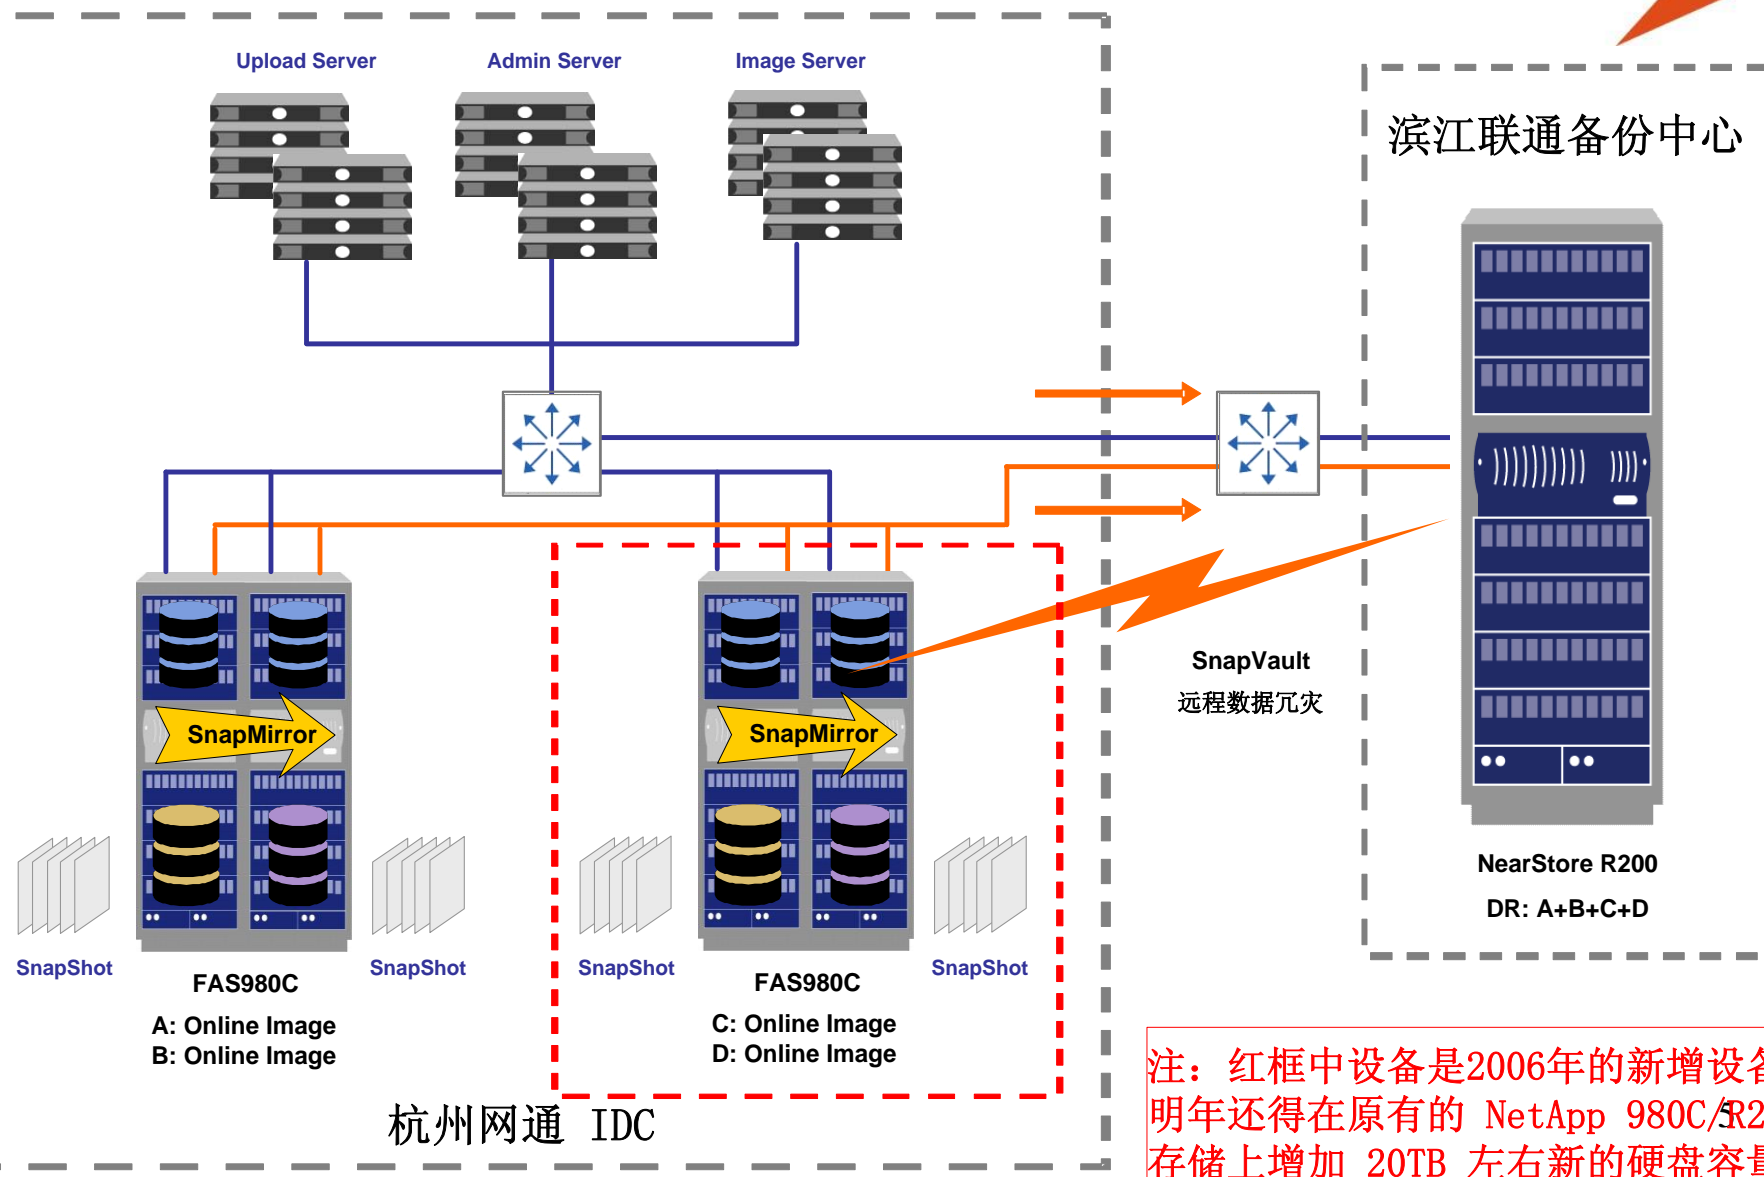 Upload Server
Admin Server
Image Server
滨江联通备份中心
SnapVault
远程数据冗灾
SnapMirror
SnapMirror
NearStore R200
DR: A+B+C+D
SnapShot
SnapShot
SnapShot
SnapShot
FAS980C
A: Online Image
B: Online Image
FAS980C
C: Online Image
D: Online Image
杭州网通 IDC
注：红框中设备是2006年的新增设备
明年还得在原有的 NetApp 980C/R2
存储上增加 20TB 左右新的硬盘容量
5